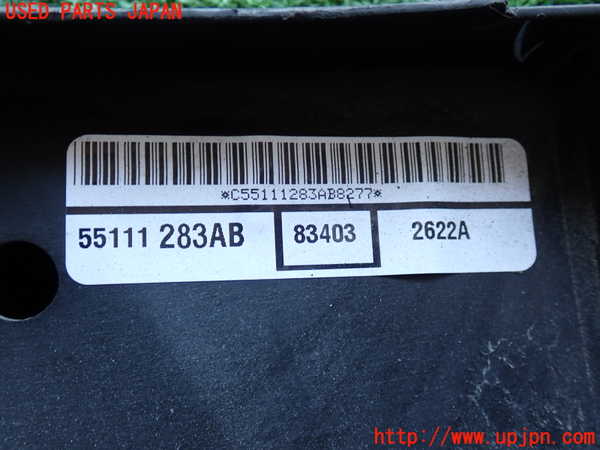 USED PARTS JAPAN
*C55111283AB8277*
55111 283AB 83403 2622A
http://www.upjpn.com/